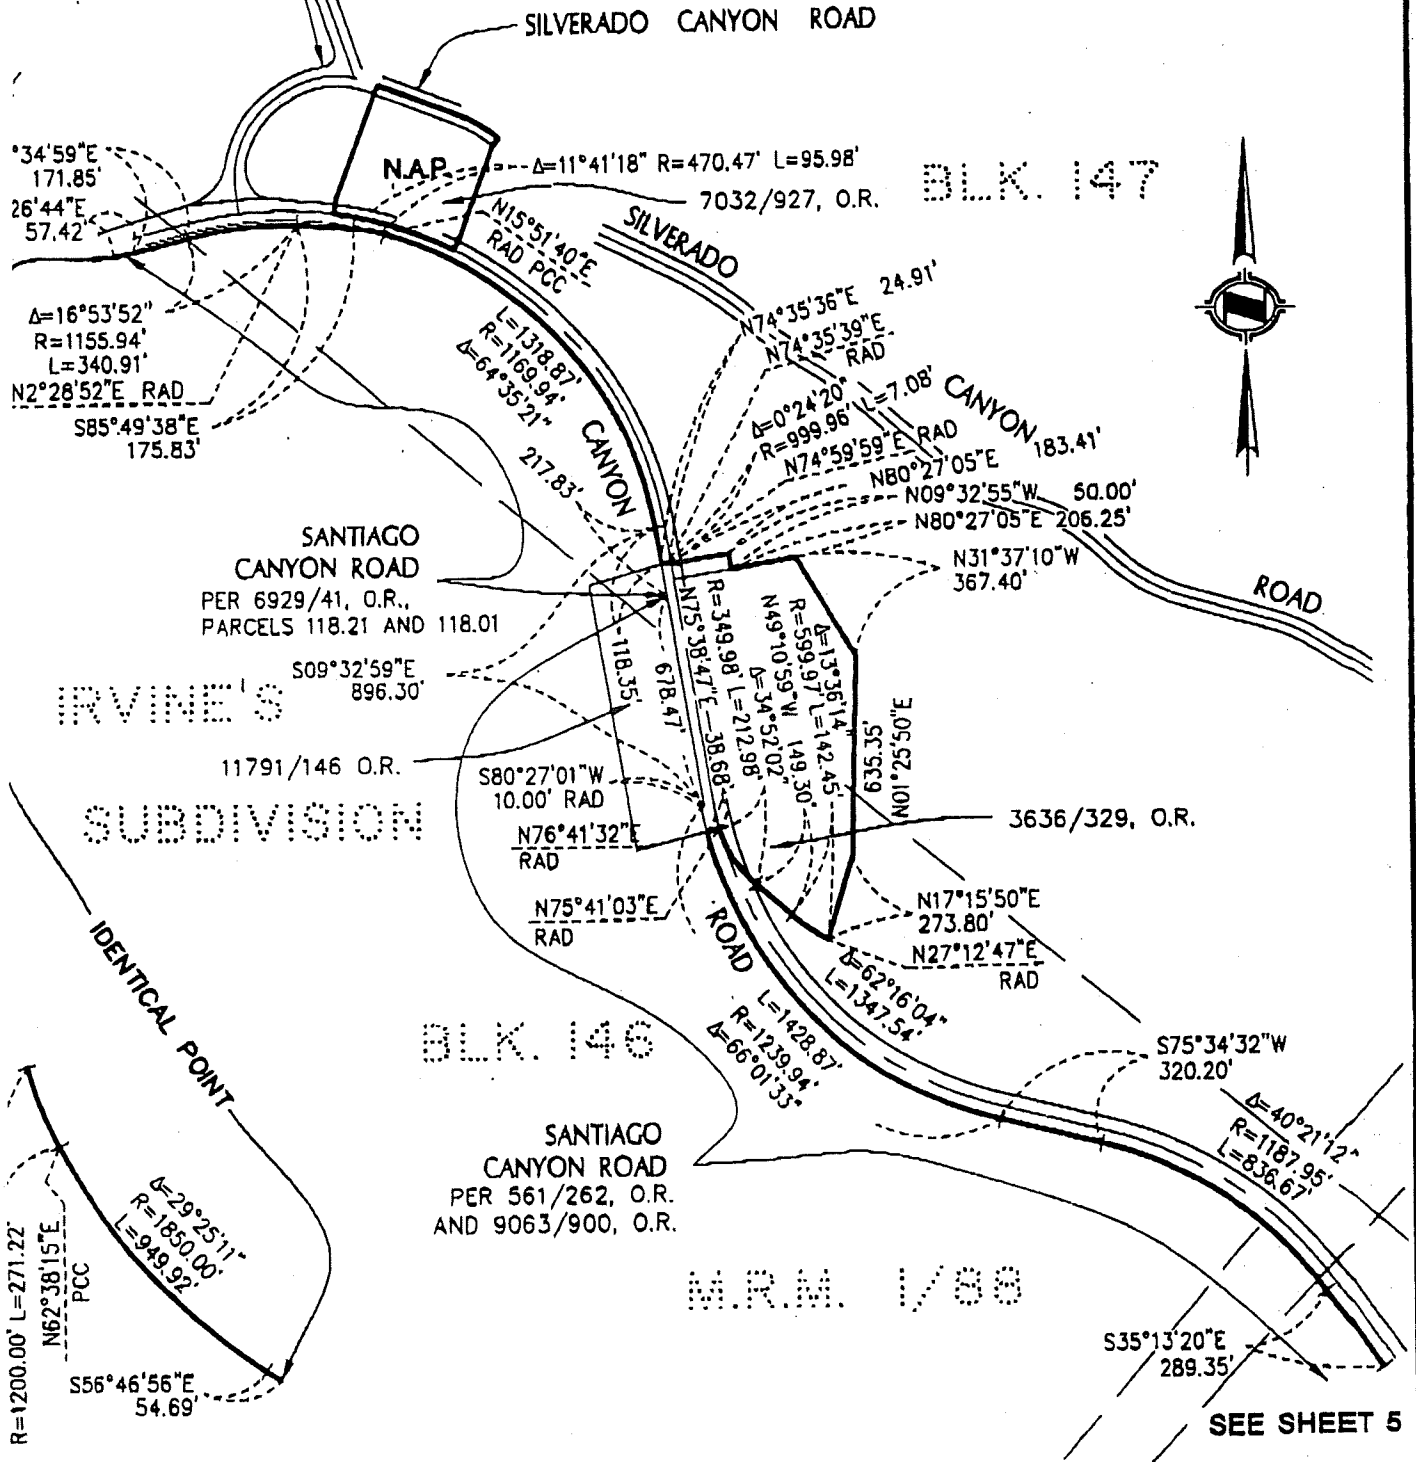 SILVERADO CANYON ROAD
°34'59"E
171.85'
26'44"E
57.42'
N.A.P.
Δ=11°41'18" R=470.47' L=95.98'
7032/927, O.R.
BLK. 147
N15°51'40"E
RAD PCC
SILVERADO
CANYON
ROAD
Δ=16°53'52"
R=1155.94'
L=340.91'
N2°28'52"E RAD
S85°49'38"E
175.83'
L=1318.87'
R=1169.94'
Δ=64°35'21"
N74°35'36"E 24.91'
N74°35'39"E
RAD
Δ=0°24'20"
R=999.96' L=7.08'
N74°59'59"E RAD
N80°27'05"E 183.41'
N09°32'55"W 50.00'
N80°27'05"E 206.25'
N31°37'10"W
367.40'
CANYON
217.83'
SANTIAGO
CANYON ROAD
PER 6929/41, O.R.,
PARCELS 118.21 AND 118.01
S09°32'59"E
896.30'
IRVINE'S
SUBDIVISION
11791/146 O.R.
118.35'
678.47'
N75°38'47"E 38.68'
R=349.98' L=212.98'
Δ=34°52'02"
N49°10'59"W 149.30'
R=599.97' L=142.45'
Δ=13°36'14"
635.35'
N01°25'50"E
S80°27'01"W
10.00' RAD
N76°41'32"E
RAD
N75°41'03"E
RAD
ROAD
3636/329, O.R.
N17°15'50"E
273.80'
N27°12'47"E
RAD
Δ=62°16'04"
L=1347.54'
L=1428.87'
R=1239.94'
Δ=66°01'33"
IDENTICAL POINT
BLK. 146
SANTIAGO
CANYON ROAD
PER 561/262, O.R.
AND 9063/900, O.R.
S75°34'32"W
320.20'
Δ=40°21'12"
R=1187.95'
L=836.67'
Δ=29°25'11"
R=1850.00'
L=949.92'
R=1200.00' L=271.22'
N62°38'15"E
PCC
S56°46'56"E
54.69'
M.R.M. 1/88
S35°13'20"E
289.35'
SEE SHEET 5